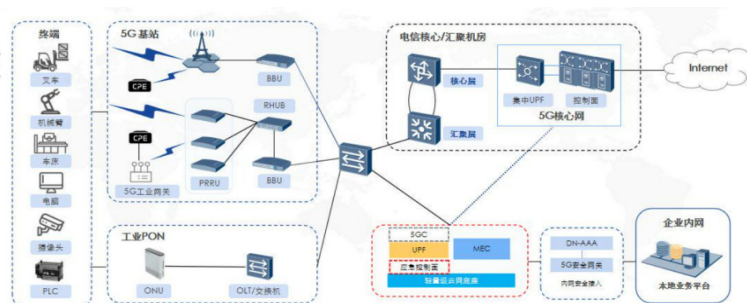 终端
叉车
机械臂
车床
电脑
摄像头
PLC
5G基站
CPE
CPE
5G工业网关
BBU
RHUB
PRRU
BBU
工业PON
ONU
OLT/交换机
电信核心/汇聚机房
核心层
汇聚层
集中UPF
控制面
5G核心网
Internet
5GC
UPF
MEC
应急控制面
轻量级云网底座
DN-AAA
5G安全网关
内网安全接入
企业内网
本地业务平台